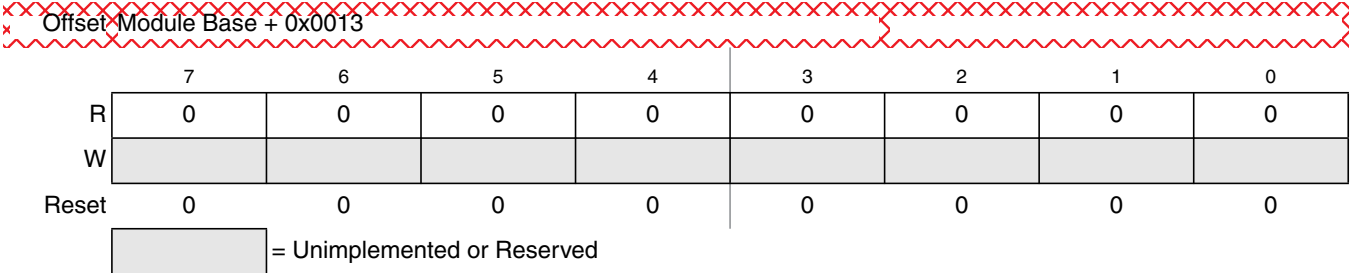 Offset Module Base + 0x0013
7 6 5 4 3 2 1 0
R 0 0 0 0 0 0 0 0
W
Reset 0 0 0 0 0 0 0 0
= Unimplemented or Reserved